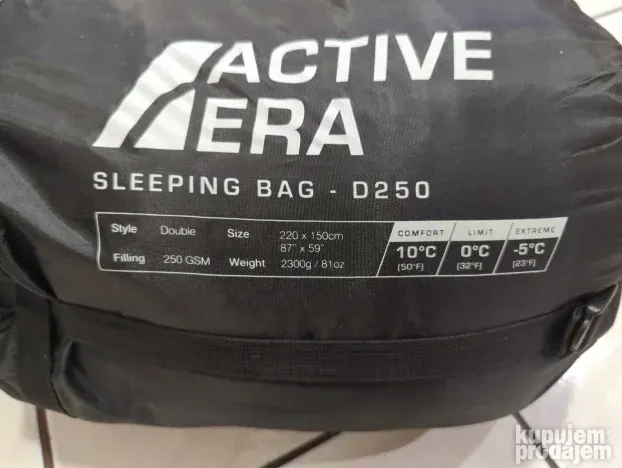 ACTIVE
ERA
SLEEPING BAG - D250
Style Double Size 220 x 150cm
87" x 59"
Filling 250 GSM Weight 2300g / 81oz
COMFORT LIMIT EXTREME
10°C 0°C -5°C
(50°F) (32°F) (23°F)
kupujem
prodajem